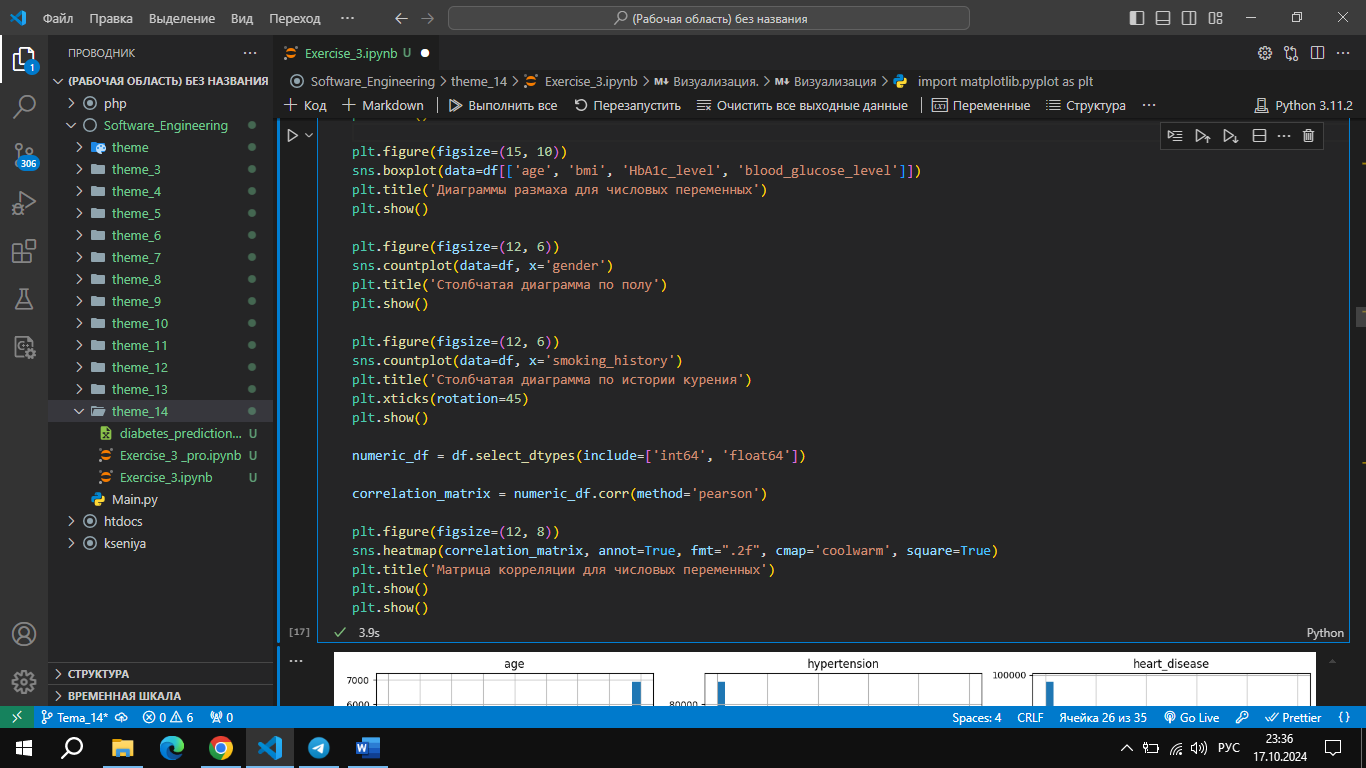 Файл Правка Выделение Вид Переход ··· (Рабочая область) без названия
ПРОВОДНИК ···
Exercise_3.ipynb U
(РАБОЧАЯ ОБЛАСТЬ) БЕЗ НАЗВАНИЯ
Software_Engineering > theme_14 > Exercise_3.ipynb > M↓ Визуализация. > M↓ Визуализация > import matplotlib.pyplot as plt
+ Код + Markdown Выполнить все Перезапустить Очистить все выходные данные Переменные Структура ··· Python 3.11.2
php
Software_Engineering
theme
theme_3
theme_4
theme_5
theme_6
theme_7
theme_8
theme_9
theme_10
theme_11
theme_12
theme_13
theme_14
diabetes_prediction... U
Exercise_3 _pro.ipynb U
Exercise_3.ipynb U
Main.py
htdocs
kseniya
СТРУКТУРА
ВРЕМЕННАЯ ШКАЛА
1
306
plt.figure(figsize=(15, 10))
sns.boxplot(data=df[['age', 'bmi', 'HbA1c_level', 'blood_glucose_level']])
plt.title('Диаграммы размаха для числовых переменных')
plt.show()
plt.figure(figsize=(12, 6))
sns.countplot(data=df, x='gender')
plt.title('Столбчатая диаграмма по полу')
plt.show()
plt.figure(figsize=(12, 6))
sns.countplot(data=df, x='smoking_history')
plt.title('Столбчатая диаграмма по истории курения')
plt.xticks(rotation=45)
plt.show()
numeric_df = df.select_dtypes(include=['int64', 'float64'])
correlation_matrix = numeric_df.corr(method='pearson')
plt.figure(figsize=(12, 8))
sns.heatmap(correlation_matrix, annot=True, fmt=".2f", cmap='coolwarm', square=True)
plt.title('Матрица корреляции для числовых переменных')
plt.show()
plt.show()
[17] 3.9s Python
age hypertension heart_disease
7000 100000
6000 80000
Tema_14* 0 6 0 Spaces: 4 CRLF Ячейка 26 из 35 Go Live Prettier {}
РУС 23:36
17.10.2024